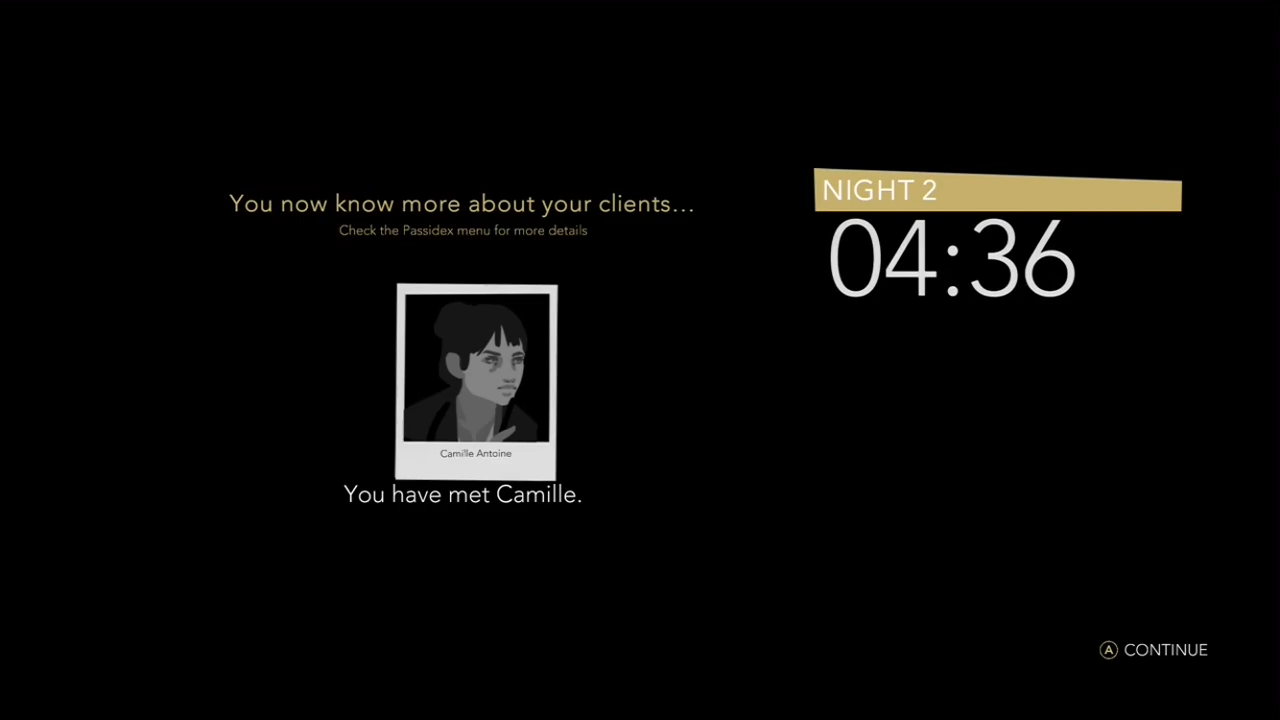 You now know more about your clients...
Check the Passidex menu for more details
Camille Antoine
You have met Camille.
NIGHT 2
04:36
A CONTINUE